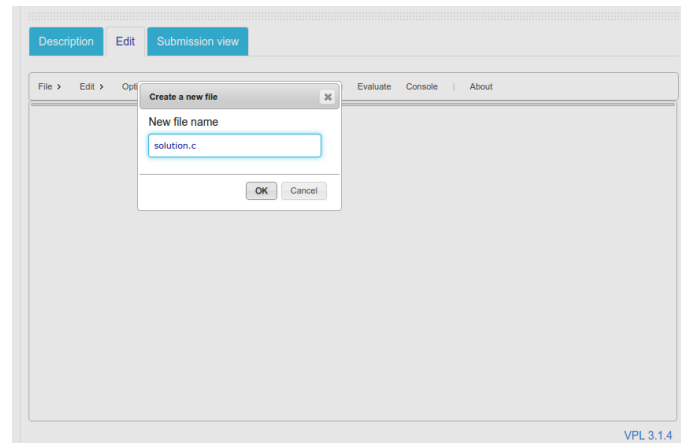 Description Edit Submission view
File Edit Opti Evaluate Console | About
Create a new file
New file name
solution.c
OK Cancel
VPL 3.1.4